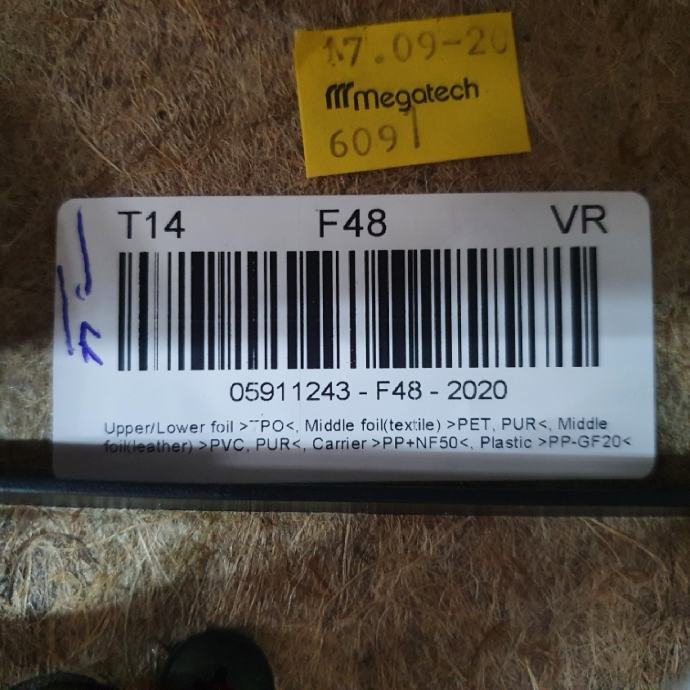 17.09-20
megatech
6091
T14 F48 VR
05911243 - F48 - 2020
Upper/Lower foil >TPO<, Middle foil(textile) >PET, PUR<, Middle
foil(leather) >PVC, PUR<, Carrier >PP+NF50<, Plastic >PP-GF20<